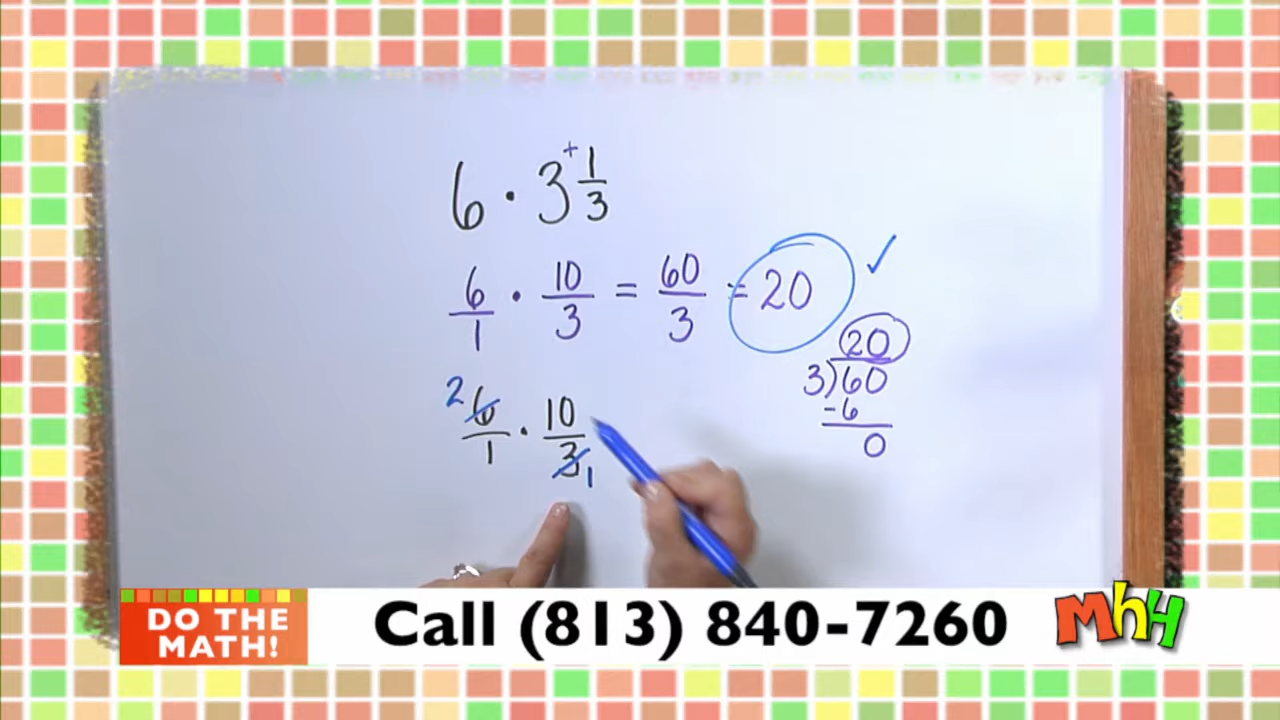 6 · 3 + 1/3
6/1 · 10/3 = 60/3 = 20 ✓
20
3)60
-6
0
2 6/1 · 10/3 1
DO THE MATH!
Call (813) 840-7260
MhH